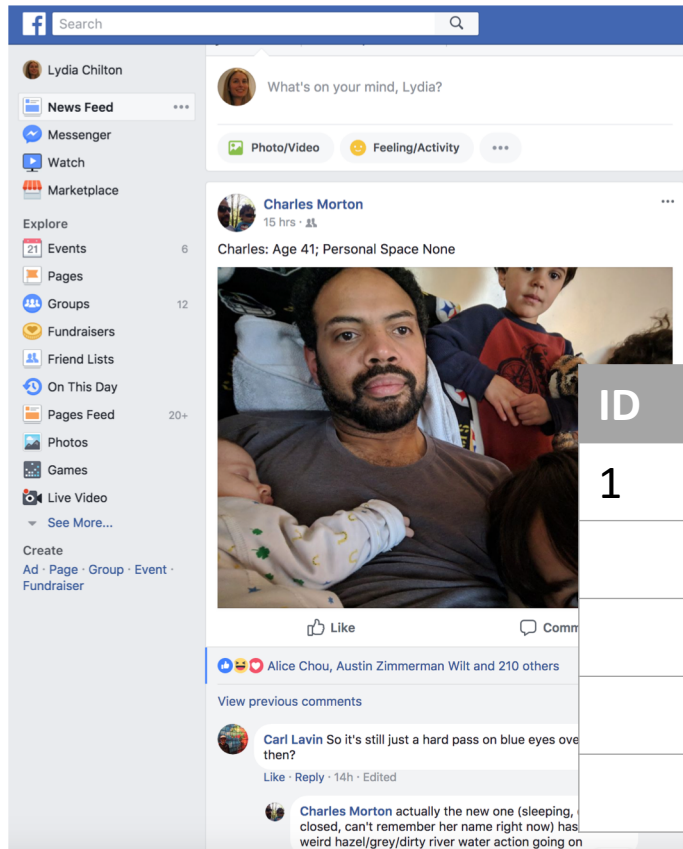 f Search
Lydia Chilton
News Feed
Messenger
Watch
Marketplace
Explore
21 Events 6
Pages
Groups 12
Fundraisers
Friend Lists
On This Day
Pages Feed 20+
Photos
Games
Live Video
See More...
Create
Ad · Page · Group · Event ·
Fundraiser
What's on your mind, Lydia?
Photo/Video Feeling/Activity
Charles Morton
15 hrs ·
Charles: Age 41; Personal Space None
Like Comm
Alice Chou, Austin Zimmerman Wilt and 210 others
View previous comments
Carl Lavin So it's still just a hard pass on blue eyes ove
then?
Like · Reply · 14h · Edited
Charles Morton actually the new one (sleeping,
closed, can't remember her name right now) has
weird hazel/grey/dirty river water action going on
ID
1